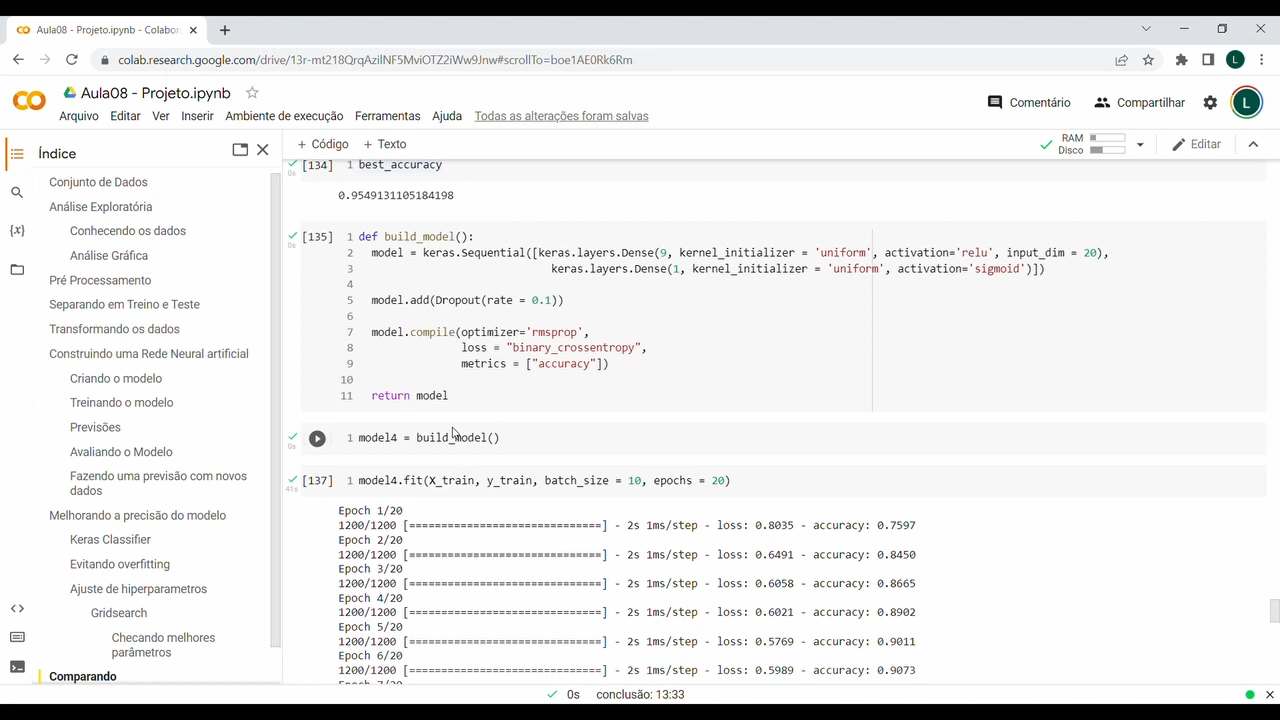 Aula08 - Projeto.ipynb - Colabor
colab.research.google.com/drive/13r-mt218QrqAzilNF5MviOTZ2iWw9Jnw#scrollTo=boe1AE0Rk6Rm
L
Aula08 - Projeto.ipynb
Arquivo Editar Ver Inserir Ambiente de execução Ferramentas Ajuda Todas as alterações foram salvas
Comentário Compartilhar L
Índice
Conjunto de Dados
Análise Exploratória
Conhecendo os dados
Análise Gráfica
Pré Processamento
Separando em Treino e Teste
Transformando os dados
Construindo uma Rede Neural artificial
Criando o modelo
Treinando o modelo
Previsões
Avaliando o Modelo
Fazendo uma previsão com novos
dados
Melhorando a precisão do modelo
Keras Classifier
Evitando overfitting
Ajuste de hiperparametros
Gridsearch
Checando melhores
parâmetros
Comparando
+ Código + Texto
RAM
Disco
Editar
[134] 1 best_accuracy
0s
0.9549131105184198
[135] 1 def build_model():
0s
2 model = keras.Sequential([keras.layers.Dense(9, kernel_initializer = 'uniform', activation='relu', input_dim = 20),
3 keras.layers.Dense(1, kernel_initializer = 'uniform', activation='sigmoid')])
4
5 model.add(Dropout(rate = 0.1))
6
7 model.compile(optimizer='rmsprop',
8 loss = "binary_crossentropy",
9 metrics = ["accuracy"])
10
11 return model
1 model4 = build_model()
0s
[137] 1 model4.fit(X_train, y_train, batch_size = 10, epochs = 20)
41s
Epoch 1/20
1200/1200 [==============================] - 2s 1ms/step - loss: 0.8035 - accuracy: 0.7597
Epoch 2/20
1200/1200 [==============================] - 2s 1ms/step - loss: 0.6491 - accuracy: 0.8450
Epoch 3/20
1200/1200 [==============================] - 2s 1ms/step - loss: 0.6058 - accuracy: 0.8665
Epoch 4/20
1200/1200 [==============================] - 2s 1ms/step - loss: 0.6021 - accuracy: 0.8902
Epoch 5/20
1200/1200 [==============================] - 2s 1ms/step - loss: 0.5769 - accuracy: 0.9011
Epoch 6/20
1200/1200 [==============================] - 2s 1ms/step - loss: 0.5989 - accuracy: 0.9073
Epoch 7/20
0s conclusão: 13:33